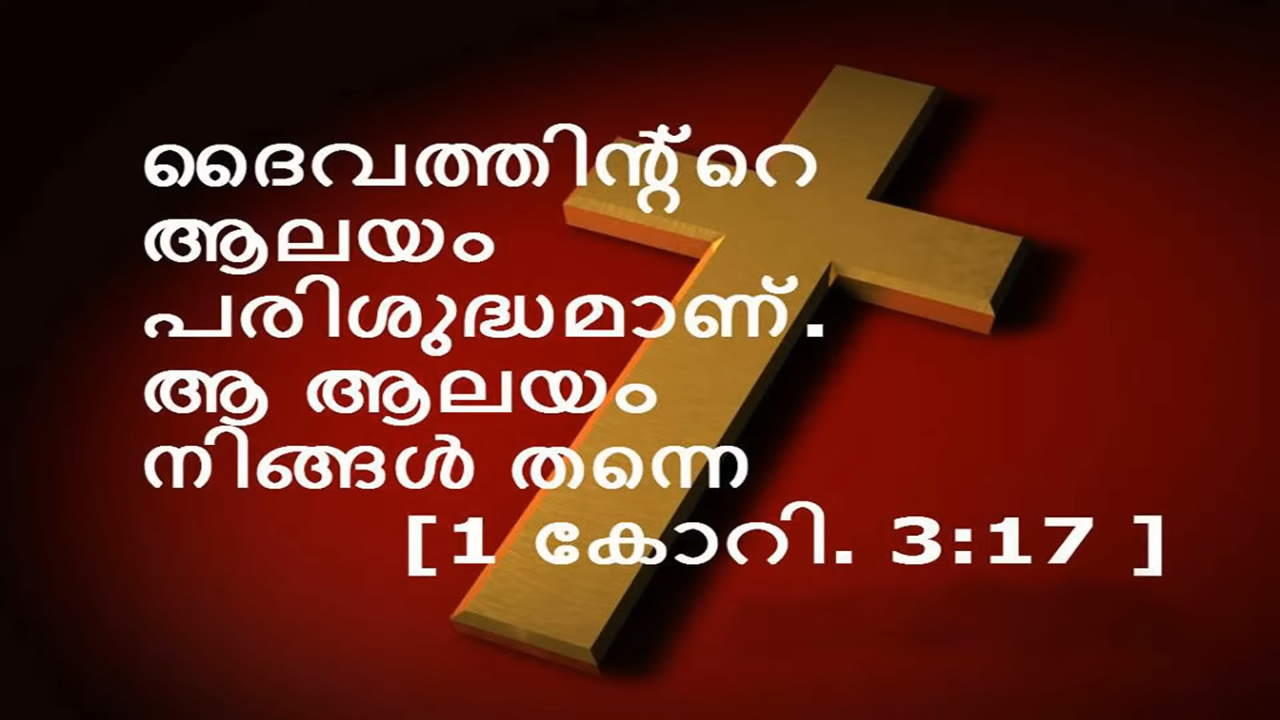 ദൈവത്തിന്റ്റെ
ആലയം
പരിശുദ്ധമാണ്.
ആ ആലയം
നിങ്ങൾ തന്നെ
[1 കോറി. 3:17 ]